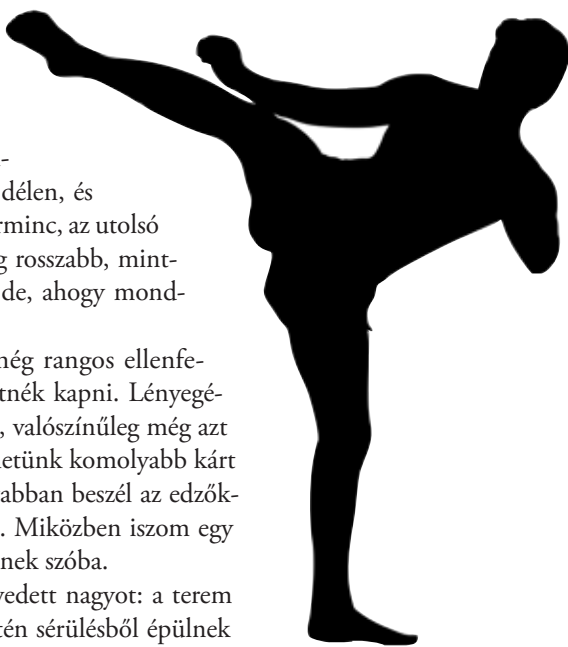 délen, és
rminc, az utolsó
g rosszabb, mint-
de, ahogy mond-
még rangos ellenfe-
tnék kapni. Lényegé-
, valószínűleg még azt
hetünk komolyabb kárt
abban beszél az edzők-
. Miközben iszom egy
nek szóba.
vedett nagyot: a terem
tén sérülésből épülnek